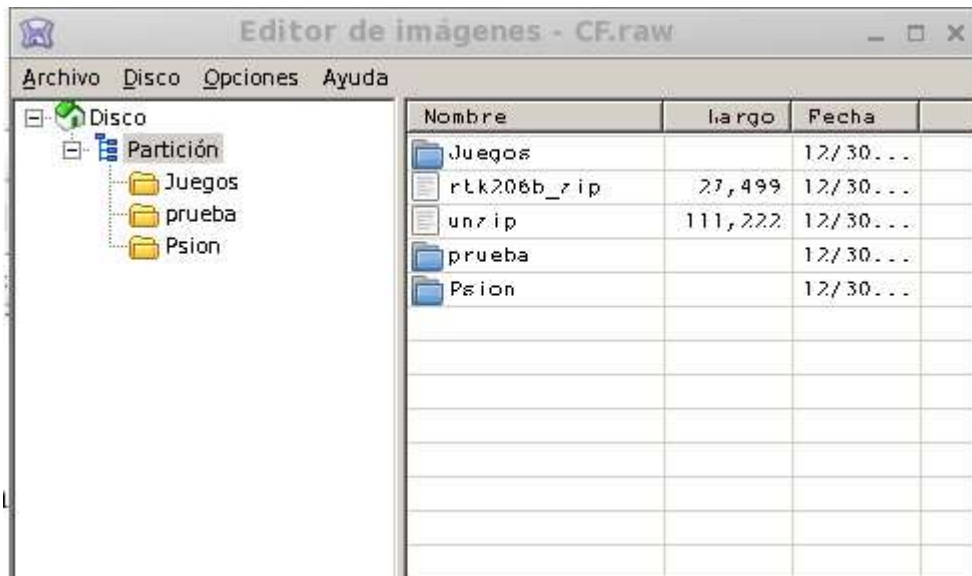 Editor de imágenes - CF.raw
Archivo Disco Opciones Ayuda
Disco
Partición
Juegos
prueba
Psion
Nombre Largo Fecha
Juegos 12/30...
rtk206b_zip 27,499 12/30...
unzip 111,222 12/30...
prueba 12/30...
Psion 12/30...